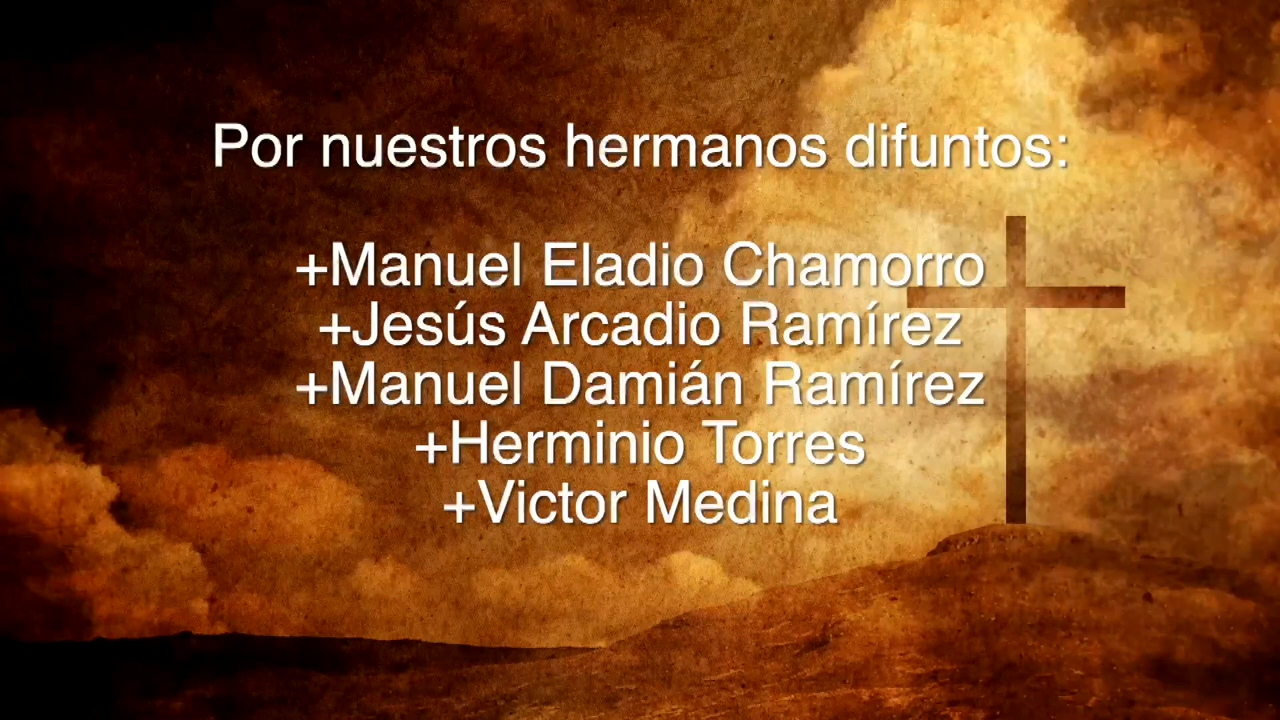 Por nuestros hermanos difuntos:
+Manuel Eladio Chamorro
+Jesús Arcadio Ramírez
+Manuel Damián Ramírez
+Herminio Torres
+Victor Medina